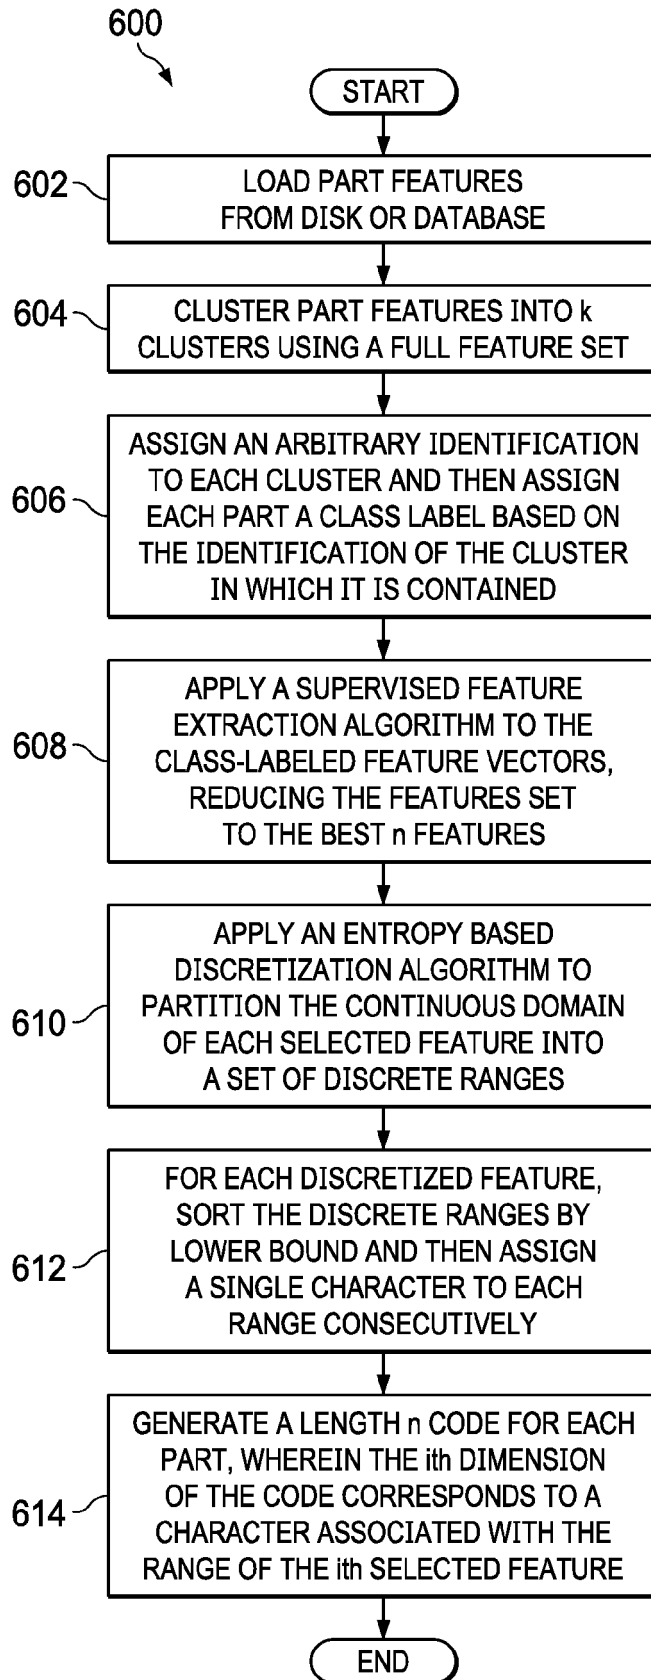 600
START
602
LOAD PART FEATURES
FROM DISK OR DATABASE
604
CLUSTER PART FEATURES INTO k
CLUSTERS USING A FULL FEATURE SET
606
ASSIGN AN ARBITRARY IDENTIFICATION
TO EACH CLUSTER AND THEN ASSIGN
EACH PART A CLASS LABEL BASED ON
THE IDENTIFICATION OF THE CLUSTER
IN WHICH IT IS CONTAINED
608
APPLY A SUPERVISED FEATURE
EXTRACTION ALGORITHM TO THE
CLASS-LABELED FEATURE VECTORS,
REDUCING THE FEATURES SET
TO THE BEST n FEATURES
610
APPLY AN ENTROPY BASED
DISCRETIZATION ALGORITHM TO
PARTITION THE CONTINUOUS DOMAIN
OF EACH SELECTED FEATURE INTO
A SET OF DISCRETE RANGES
612
FOR EACH DISCRETIZED FEATURE,
SORT THE DISCRETE RANGES BY
LOWER BOUND AND THEN ASSIGN
A SINGLE CHARACTER TO EACH
RANGE CONSECUTIVELY
614
GENERATE A LENGTH n CODE FOR EACH
PART, WHEREIN THE ith DIMENSION
OF THE CODE CORRESPONDS TO A
CHARACTER ASSOCIATED WITH THE
RANGE OF THE ith SELECTED FEATURE
END